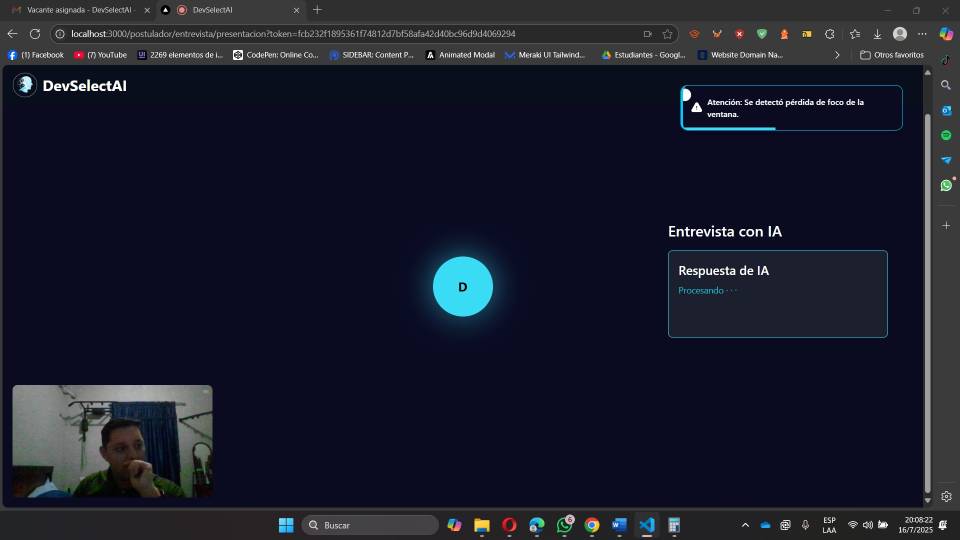 Vacante asignada - DevSelectAI -
DevSelectAI
localhost:3000/postulador/entrevista/presentacion?token=fcb232f1895361f74812d7bf58afa42d40bc96d9d4069294
(1) Facebook
(7) YouTube
2269 elementos de i...
CodePen: Online Co...
SIDEBAR: Content P...
Animated Modal
Meraki UI Tailwind...
Estudiantes - Googl...
Website Domain Na...
Otros favoritos
DevSelectAI
Atención: Se detectó pérdida de foco de la
ventana.
Entrevista con IA
Respuesta de IA
Procesando · · ·
D
Buscar
6
ESP
LAA
20:08:22
16/7/2025